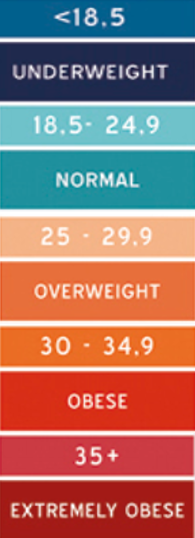 <18.5
UNDERWEIGHT
18.5- 24.9
NORMAL
25 - 29.9
OVERWEIGHT
30 - 34.9
OBESE
35+
EXTREMELY OBESE